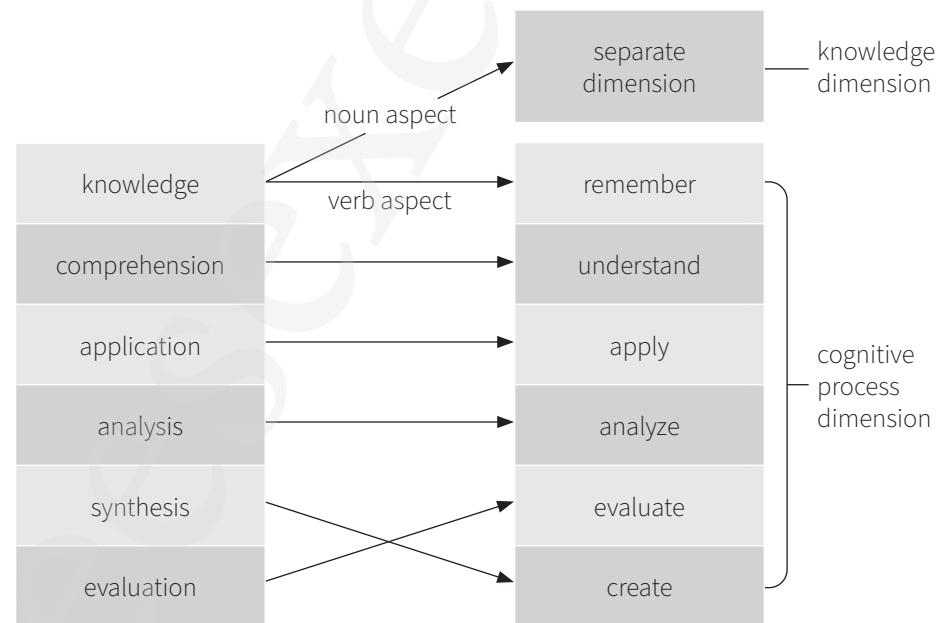 separate
dimension
knowledge
dimension
noun aspect
knowledge
verb aspect
remember
comprehension
understand
application
apply
cognitive
process
dimension
analysis
analyze
synthesis
evaluate
evaluation
create